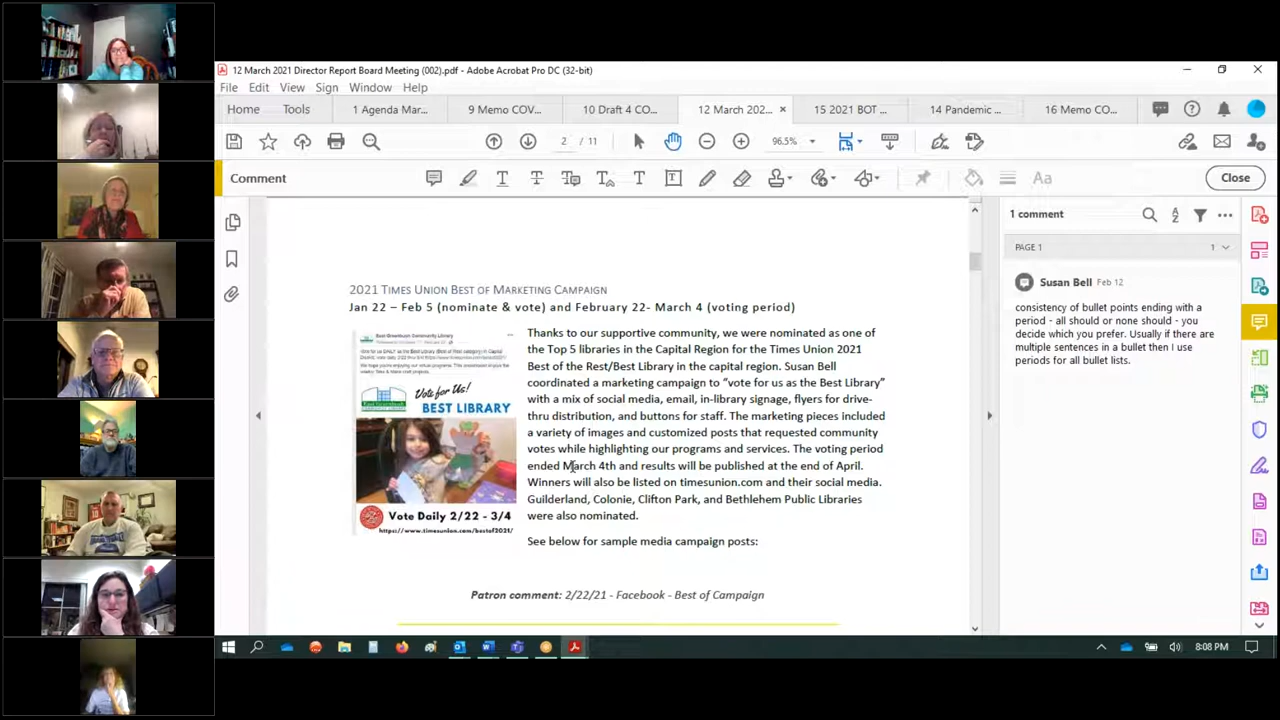 12 March 2021 Director Report Board Meeting (002).pdf - Adobe Acrobat Pro DC (32-bit)
File Edit View Sign Window Help
Home Tools 1 Agenda Mar... 9 Memo COV... 10 Draft 4 CO... 12 March 202... 15 2021 BOT ... 14 Pandemic ... 16 Memo CO...
2 / 11 96.5%
Comment
Close
2021 TIMES UNION BEST OF MARKETING CAMPAIGN
Jan 22 – Feb 5 (nominate & vote) and February 22- March 4 (voting period)
East Greenbush Community Library
Vote for Us!
BEST LIBRARY
Vote Daily 2/22 - 3/4
https://www.timesunion.com/bestof2021/
Thanks to our supportive community, we were nominated as one of
the Top 5 libraries in the Capital Region for the Times Union 2021
Best of the Rest/Best Library in the capital region. Susan Bell
coordinated a marketing campaign to “vote for us as the Best Library”
with a mix of social media, email, in-library signage, flyers for drive-
thru distribution, and buttons for staff. The marketing pieces included
a variety of images and customized posts that requested community
votes while highlighting our programs and services. The voting period
ended March 4th and results will be published at the end of April.
Winners will also be listed on timesunion.com and their social media.
Guilderland, Colonie, Clifton Park, and Bethlehem Public Libraries
were also nominated.
See below for sample media campaign posts:
Patron comment: 2/22/21 - Facebook - Best of Campaign
1 comment
PAGE 1 1
Susan Bell Feb 12
consistency of bullet points ending with a
period - all should or none should - you
decide which you prefer. Usually if there are
multiple sentences in a bullet then I use
periods for all bullet lists.
8:08 PM